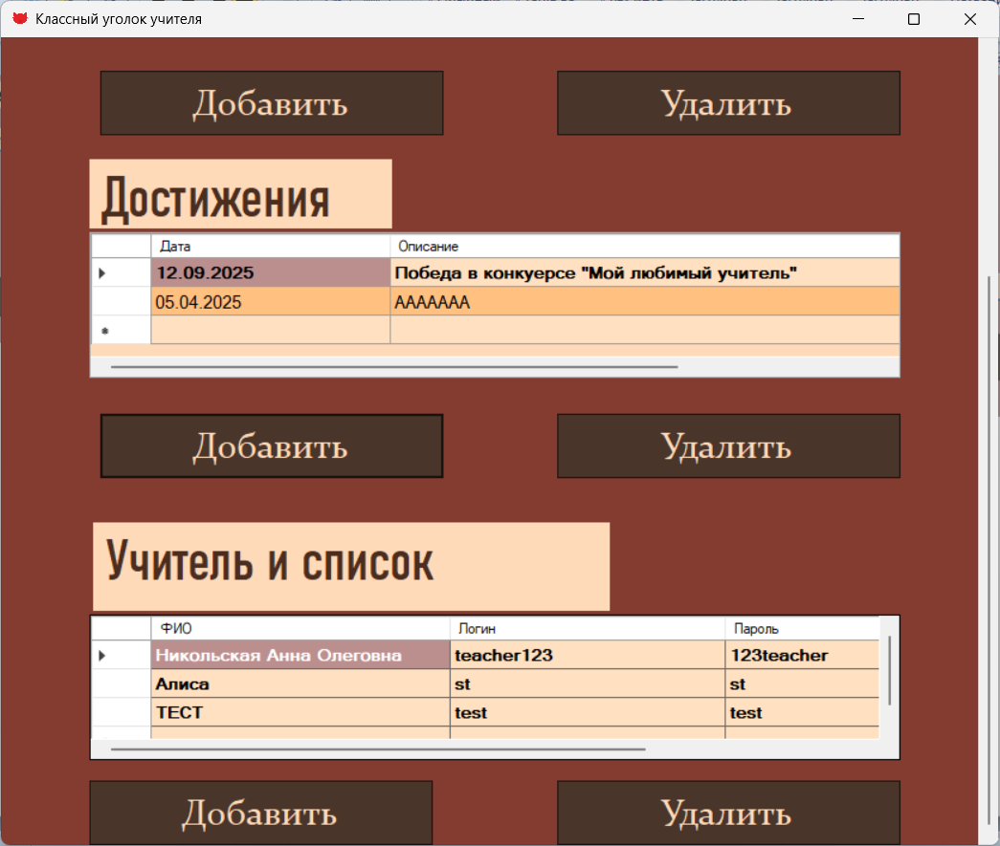 Классный уголок учителя
Добавить Удалить
Достижения
Дата Описание
12.09.2025 Победа в конкуерсе "Мой любимый учитель"
05.04.2025 ААААААА
Добавить Удалить
Учитель и список
ФИО Логин Пароль
Никольская Анна Олеговна teacher123 123teacher
Алиса st st
ТЕСТ test test
Добавить Удалить